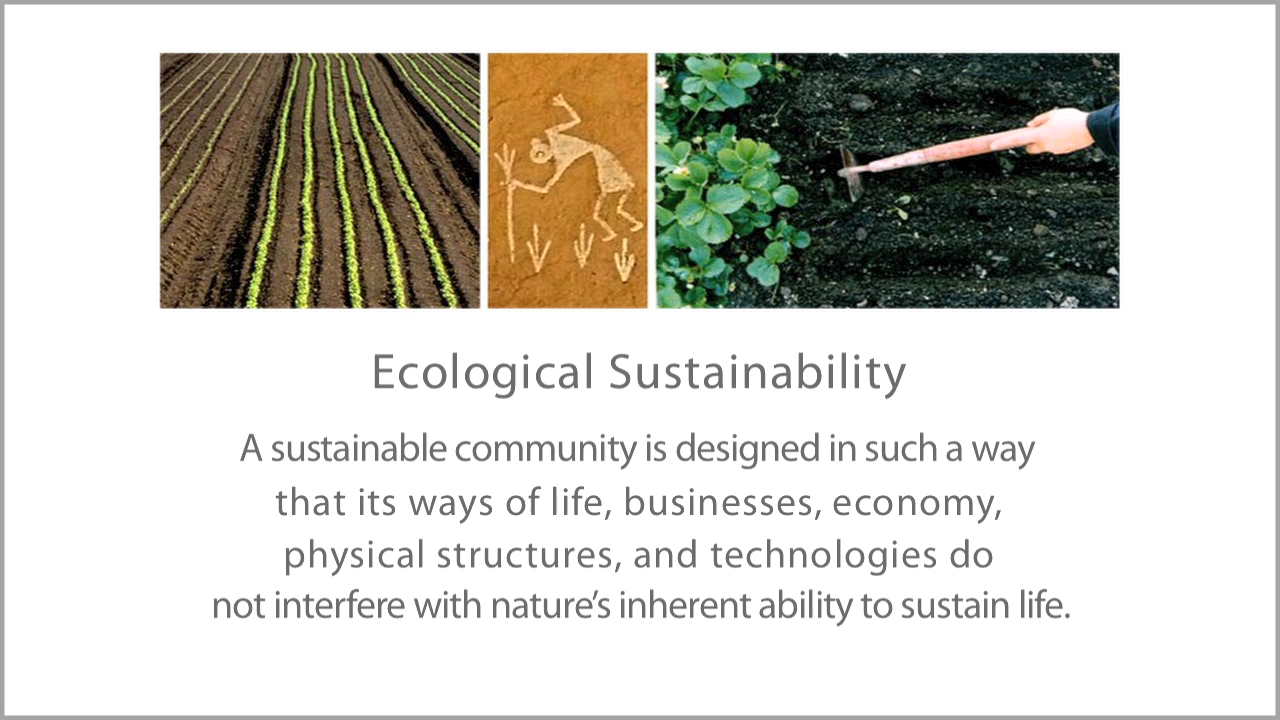 Ecological Sustainability
A sustainable community is designed in such a way
that its ways of life, businesses, economy,
physical structures, and technologies do
not interfere with nature’s inherent ability to sustain life.